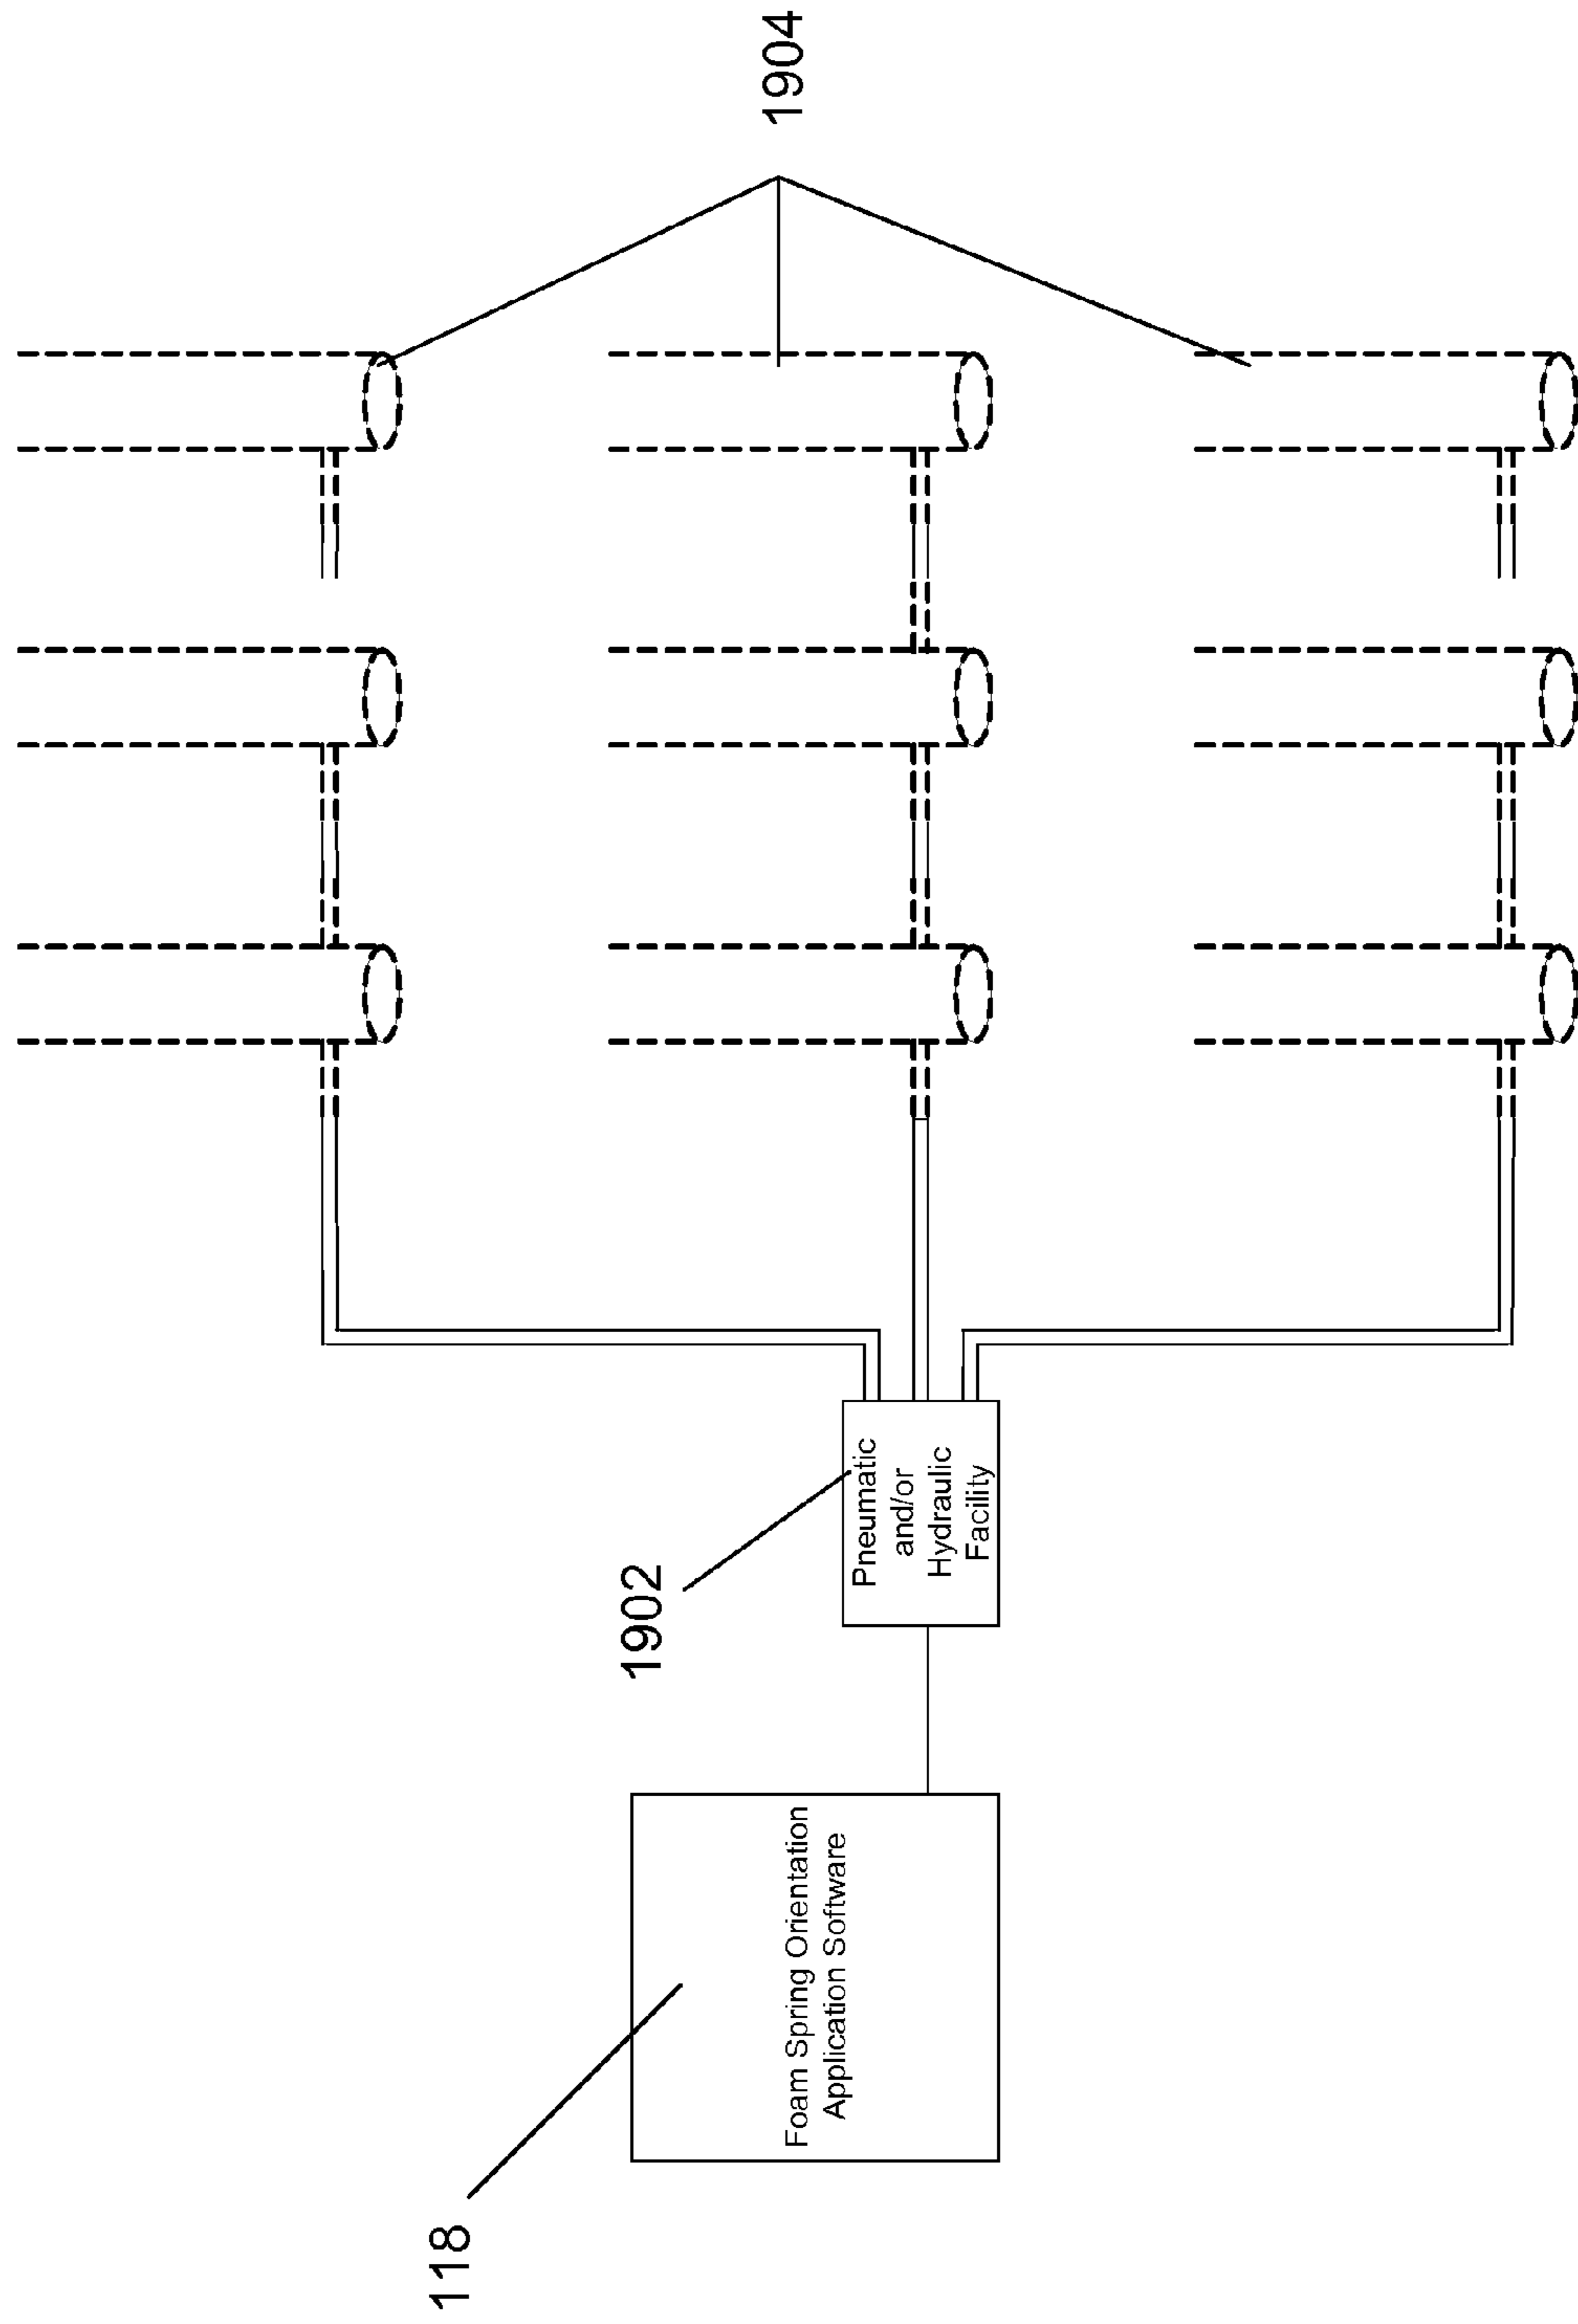 118
Foam Spring Orientation
Application Software
1902
Pneumatic
and/or
Hydraulic
Facility
1904